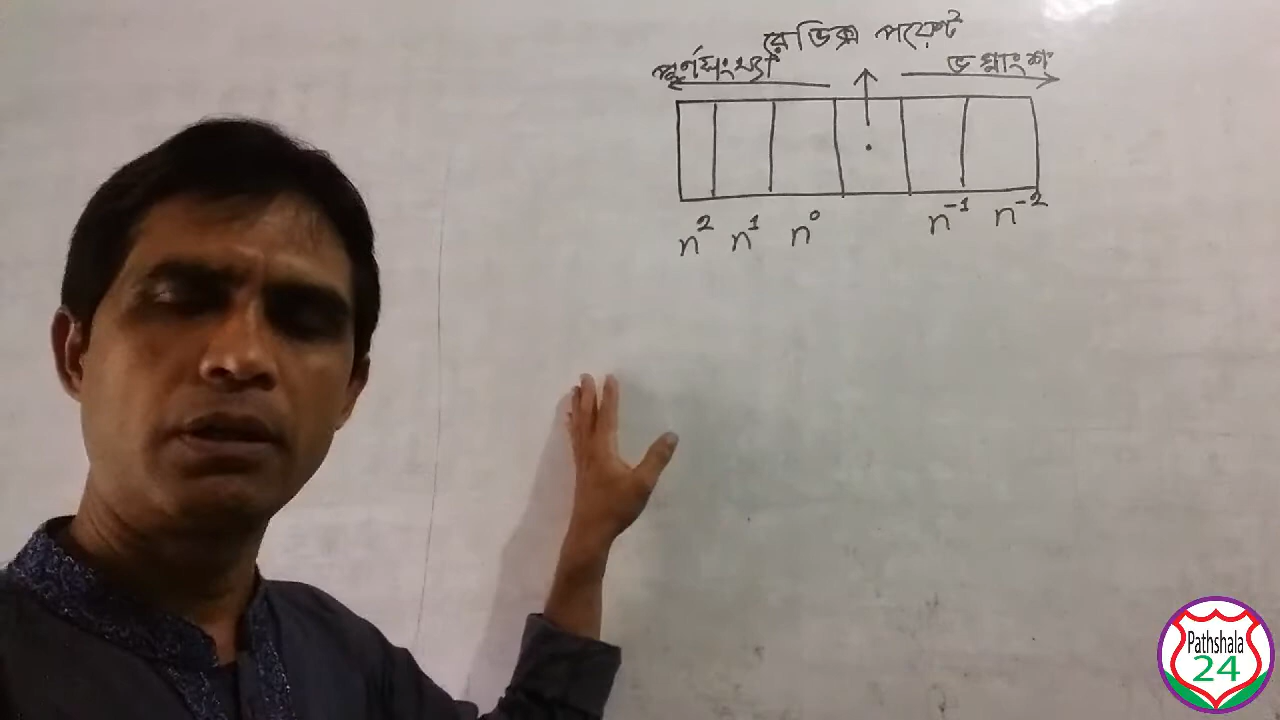 রেডিক্স পয়েন্ট
পূর্ণসংখ্যা ভগ্নাংশ
.
n² n¹ n⁰ n⁻¹ n⁻²
Pathshala
24